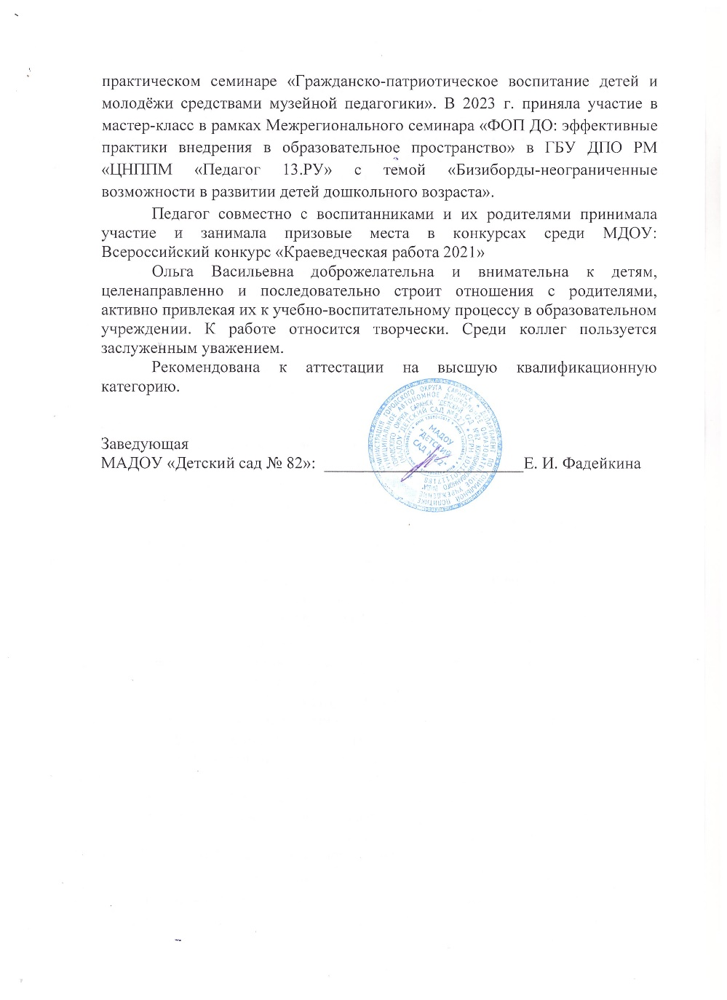 практическом семинаре «Гражданско-патриотическое воспитание детей и
молодёжи средствами музейной педагогики». В 2023 г. приняла участие в
мастер-класс в рамках Межрегионального семинара «ФОП ДО: эффективные
практики внедрения в образовательное пространство» в ГБУ ДПО РМ
«ЦНППМ «Педагог 13.РУ» с темой «Бизиборды-неограниченные
возможности в развитии детей дошкольного возраста».
Педагог совместно с воспитанниками и их родителями принимала
участие и занимала призовые места в конкурсах среди МДОУ:
Всероссийский конкурс «Краеведческая работа 2021»
Ольга Васильевна доброжелательна и внимательна к детям,
целенаправленно и последовательно строит отношения с родителями,
активно привлекая их к учебно-воспитательному процессу в образовательном
учреждении. К работе относится творчески. Среди коллег пользуется
заслуженным уважением.
Рекомендована к аттестации на высшую квалификационную
категорию.
Заведующая
МАДОУ «Детский сад № 82»: Е. И. Фадейкина
МАДОУ
"ДЕТСКИЙ
САД №82"